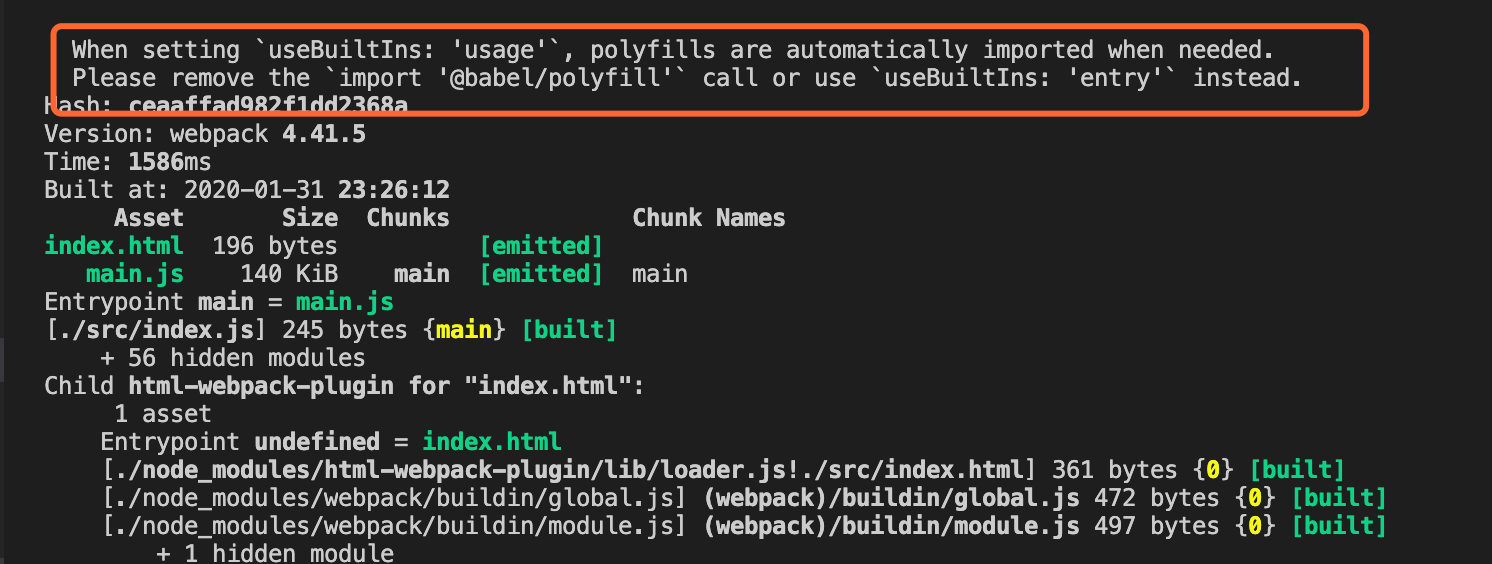 When setting `useBuiltIns: 'usage'`, polyfills are automatically imported when needed.
Please remove the `import '@babel/polyfill'` call or use `useBuiltIns: 'entry'` instead.
Hash: ceaaffad982f1dd2368a
Version: webpack 4.41.5
Time: 1586ms
Built at: 2020-01-31 23:26:12
Asset Size Chunks Chunk Names
index.html 196 bytes [emitted]
main.js 140 KiB main [emitted] main
Entrypoint main = main.js
[./src/index.js] 245 bytes {main} [built]
+ 56 hidden modules
Child html-webpack-plugin for "index.html":
1 asset
Entrypoint undefined = index.html
[./node_modules/html-webpack-plugin/lib/loader.js!./src/index.html] 361 bytes {0} [built]
[./node_modules/webpack/buildin/global.js] (webpack)/buildin/global.js 472 bytes {0} [built]
[./node_modules/webpack/buildin/module.js] (webpack)/buildin/module.js 497 bytes {0} [built]
+ 1 hidden module